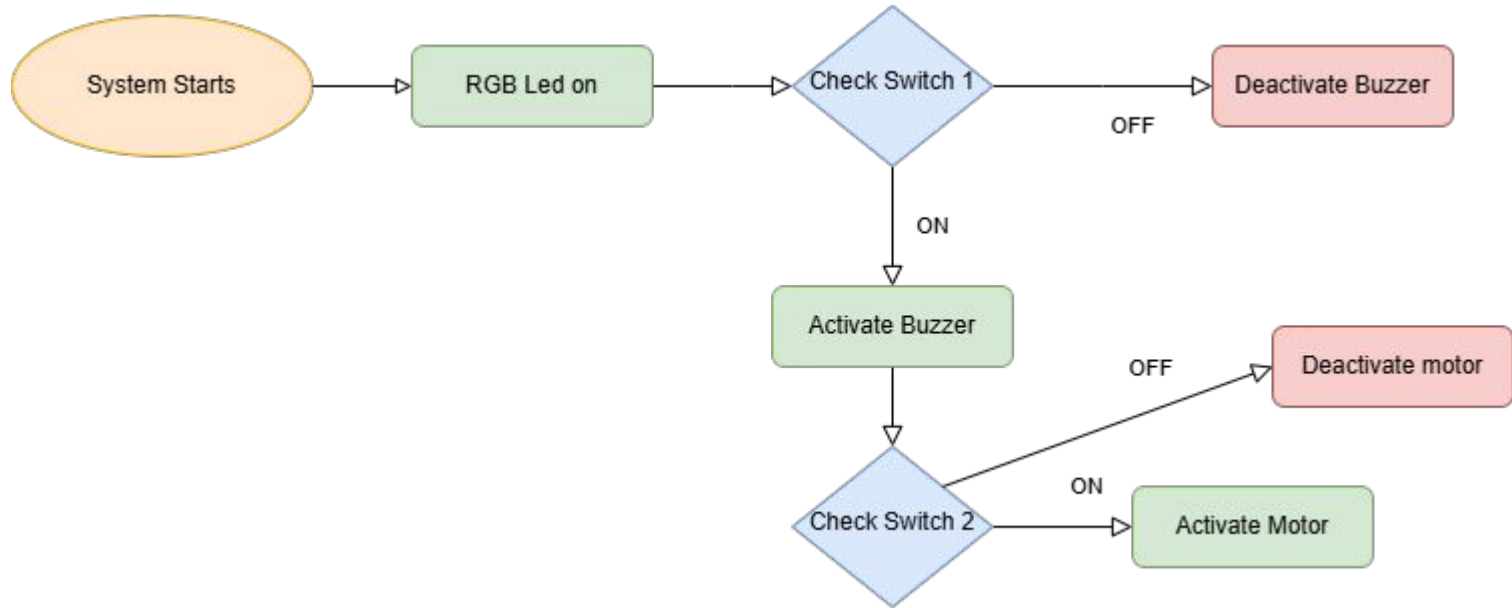 System Starts
RGB Led on
Check Switch 1
Deactivate Buzzer
OFF
ON
Activate Buzzer
OFF
Deactivate motor
ON
Check Switch 2
Activate Motor